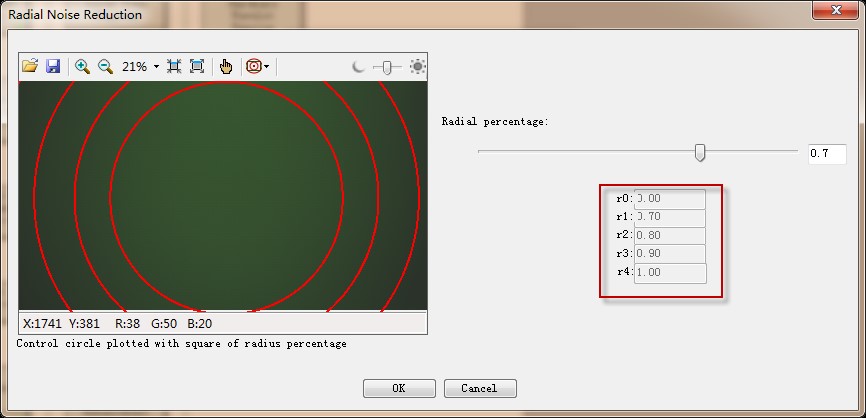 Radial Noise Reduction
21%
Radial percentage:
0.7
r0: 0.00
r1: 0.70
r2: 0.80
r3: 0.90
r4: 1.00
X:1741 Y:381 R:38 G:50 B:20
Control circle plotted with square of radius percentage
OK Cancel